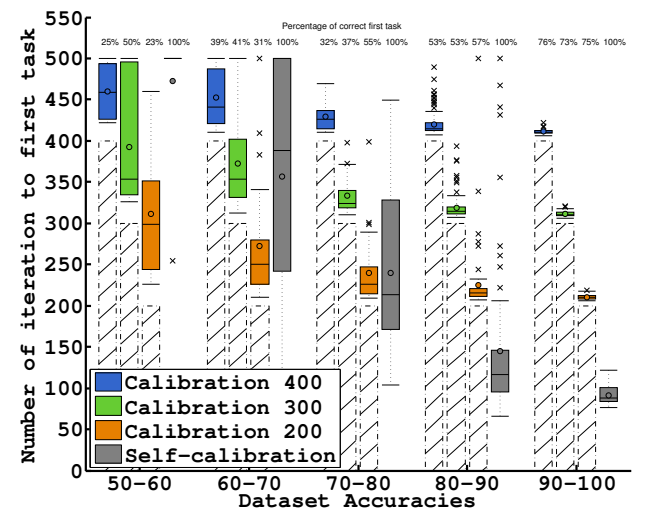 Percentage of correct first task
25% 50% 23% 100% 39% 41% 31% 100% 32% 37% 55% 100% 53% 53% 57% 100% 76% 73% 75% 100%
550
500
450
400
350
300
250
200
150
100
50
0
Number of iteration to first task
Calibration 400
Calibration 300
Calibration 200
Self-calibration
50-60 60-70 70-80 80-90 90-100
Dataset Accuracies